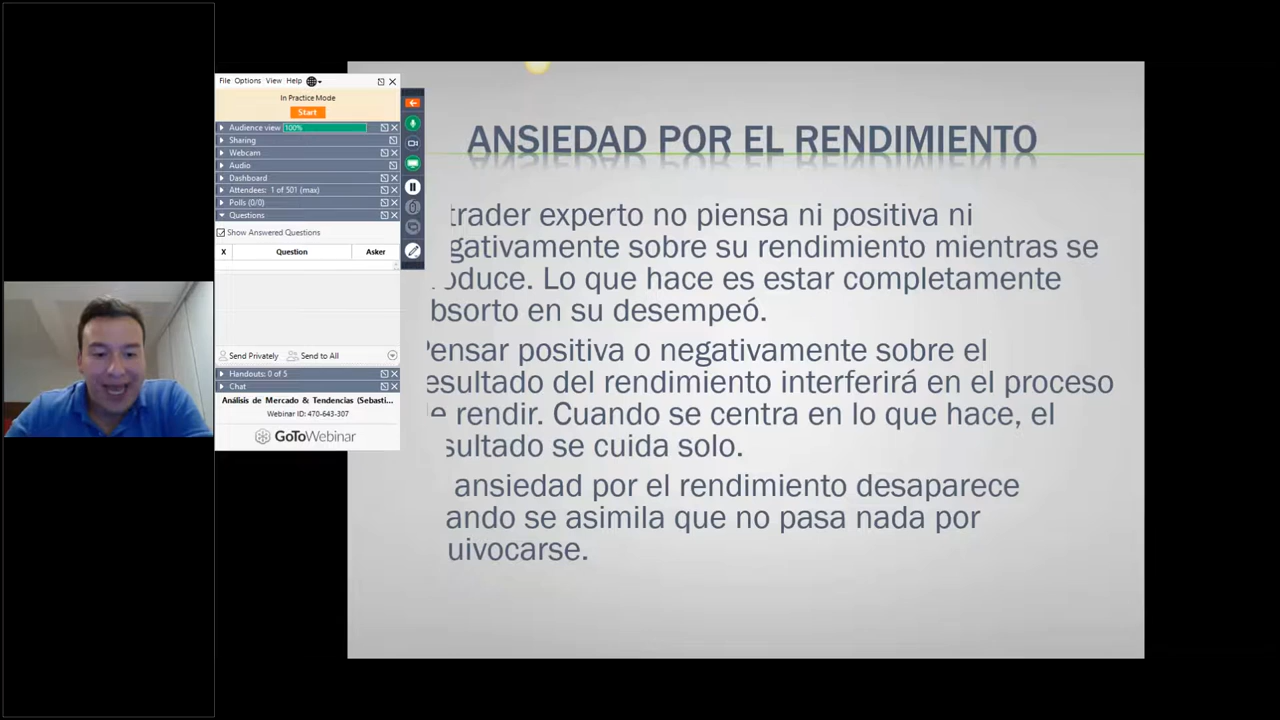 File Options View Help
In Practice Mode
Start
Audience view 100%
Sharing
Webcam
Audio
Dashboard
Attendees: 1 of 501 (max)
Polls (0/0)
Questions
Show Answered Questions
X Question Asker
Send Privately Send to All
Handouts: 0 of 5
Chat
Análisis de Mercado & Tendencias (Sebasti...
Webinar ID: 470-643-307
GoToWebinar
ANSIEDAD POR EL RENDIMIENTO
trader experto no piensa ni positiva ni
gativamente sobre su rendimiento mientras se
oduce. Lo que hace es estar completamente
bsorto en su desempeó.
Pensar positiva o negativamente sobre el
esultado del rendimiento interferirá en el proceso
e rendir. Cuando se centra en lo que hace, el
sultado se cuida solo.
ansiedad por el rendimiento desaparece
ando se asimila que no pasa nada por
uivocarse.